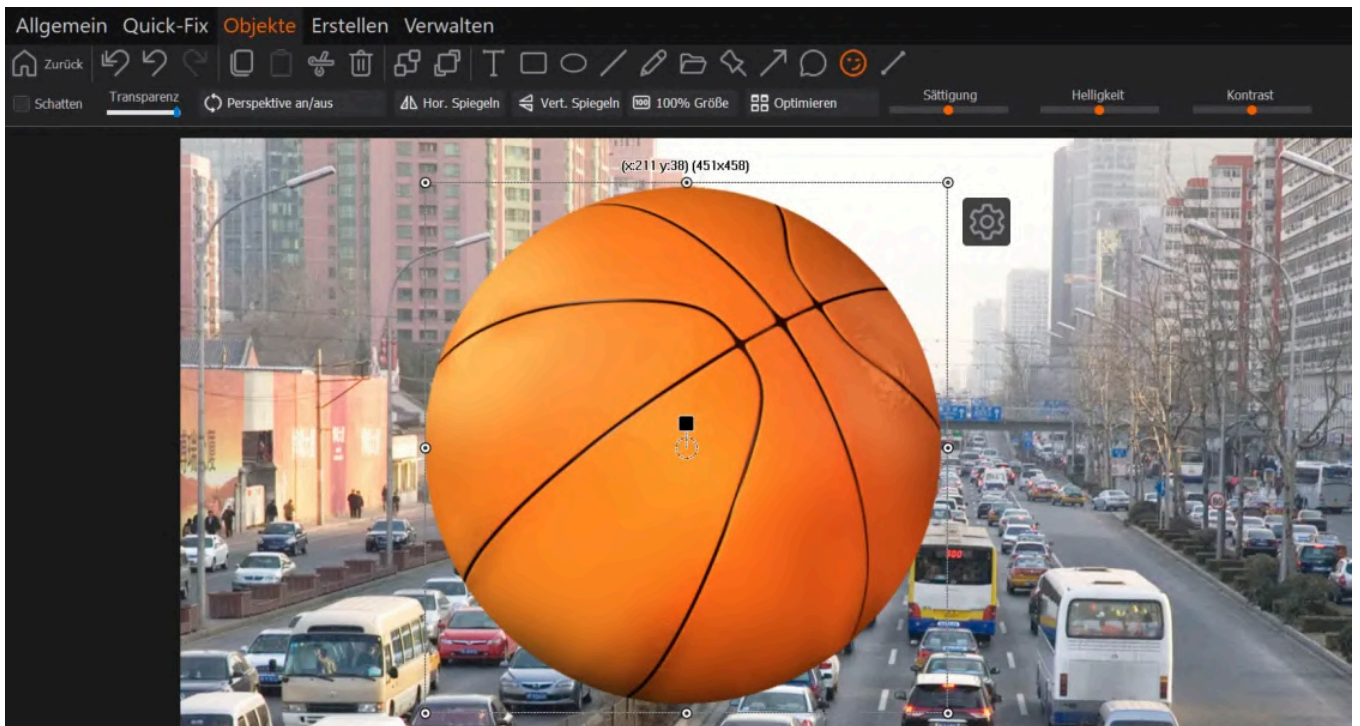 Allgemein Quick-Fix Objekte Erstellen Verwalten
Zurück
Schatten Transparenz Perspektive an/aus Hor. Spiegeln Vert. Spiegeln 100 100% Größe Optimieren Sättigung Helligkeit Kontrast
(x:211 y:38) (451x458)